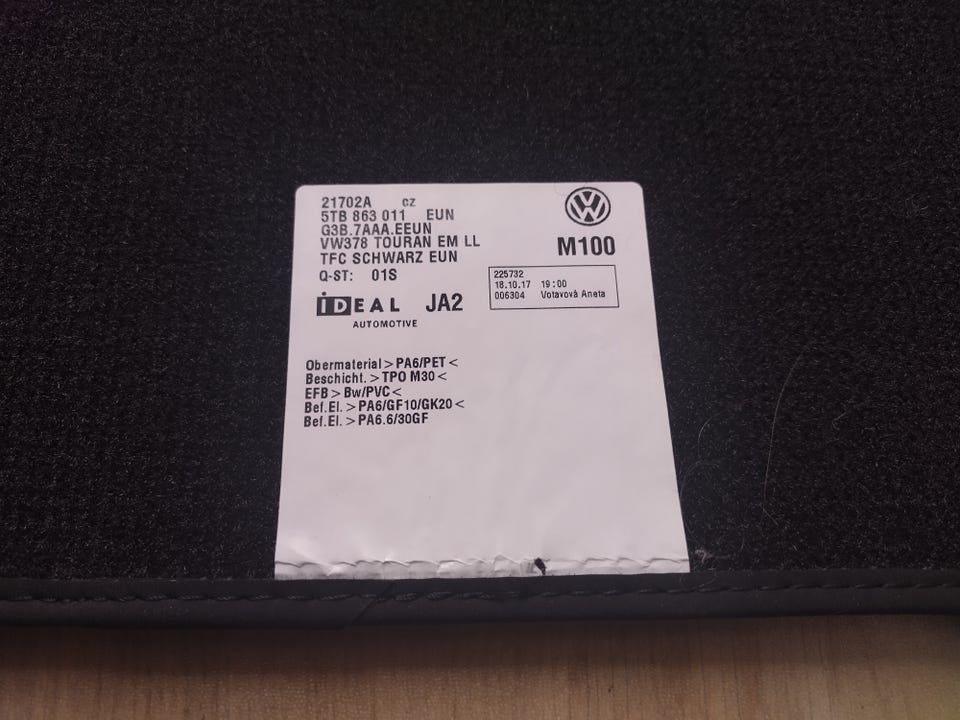 21702A cz
5TB 863 011 EUN
G3B.7AAA.EEUN
VW378 TOURAN EM LL
TFC SCHWARZ EUN
Q-ST: 01S
M100
225732
18.10.17 19:00
006304 Votavovà Aneta
iDEAL JA2
AUTOMOTIVE
Obermaterial>PA6/PET<
Beschicht.>TPO M30<
EFB>Bw/PVC<
Bef.El.>PA6/GF10/GK20<
Bef.El.>PA6.6/30GF